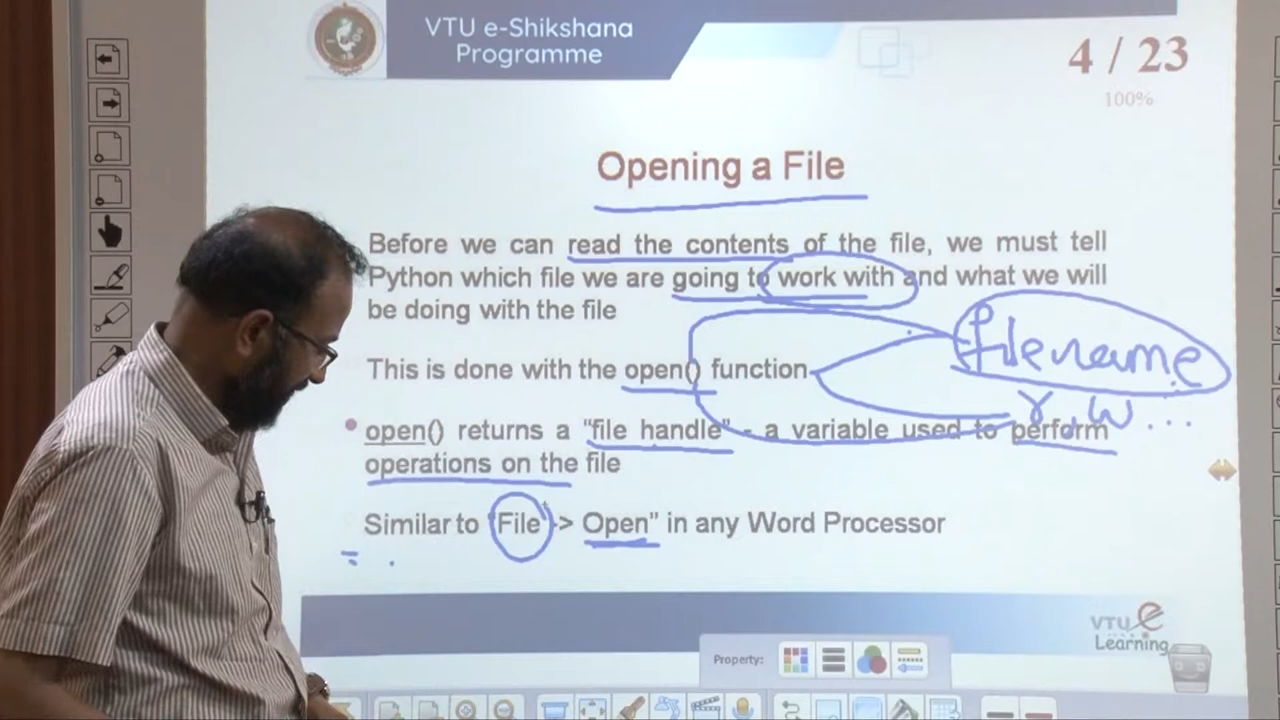 VTU e-Shikshana
Programme
4 / 23
100%
Opening a File
Before we can read the contents of the file, we must tell
Python which file we are going to work with and what we will
be doing with the file
filename
This is done with the open() function
r, w ...
open() returns a "file handle" - a variable used to perform
operations on the file
Similar to "File -> Open" in any Word Processor
VTU e
Learning
Property: